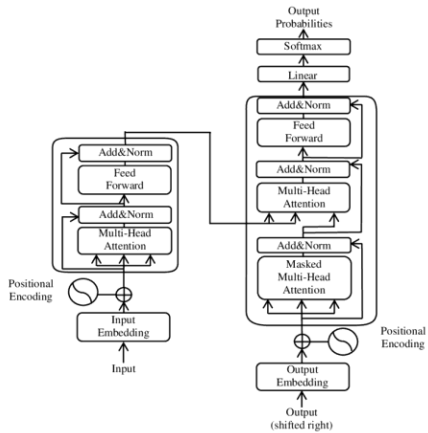 Output
Probabilities
Softmax
Linear
Add&Norm
Feed
Forward
Add&Norm
Multi-Head
Attention
Add&Norm
Masked
Multi-Head
Attention
Positional
Encoding
Output
Embedding
Output
(shifted right)
Add&Norm
Feed
Forward
Add&Norm
Multi-Head
Attention
Positional
Encoding
Input
Embedding
Input